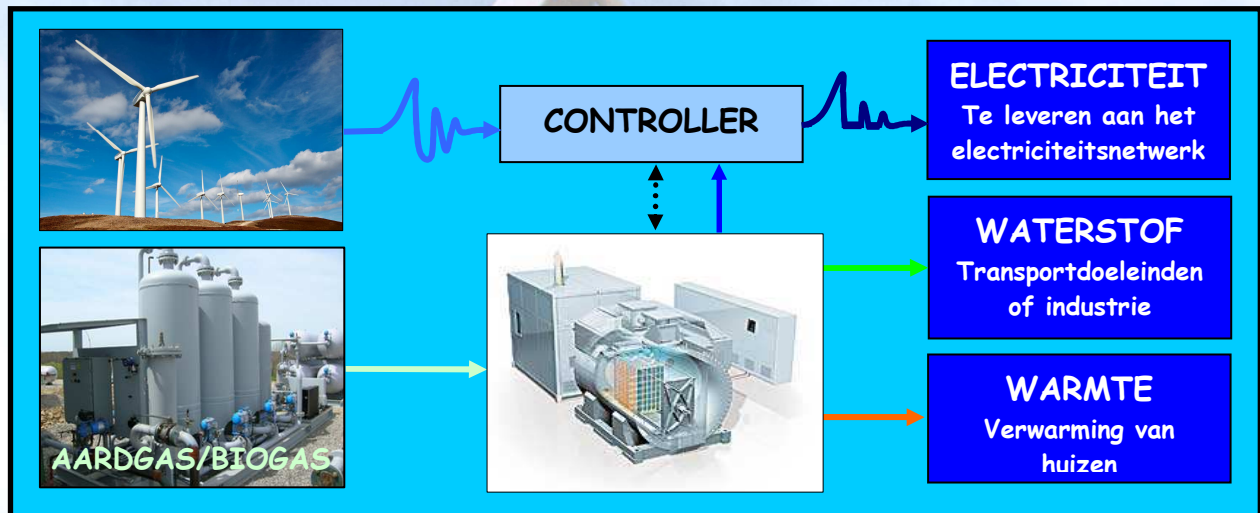 CONTROLLER
ELECTRICITEIT
Te leveren aan het
electriciteitsnetwerk
WATERSTOF
Transportdoeleinden
of industrie
AARDGAS/BIOGAS
WARMTE
Verwarming van
huizen